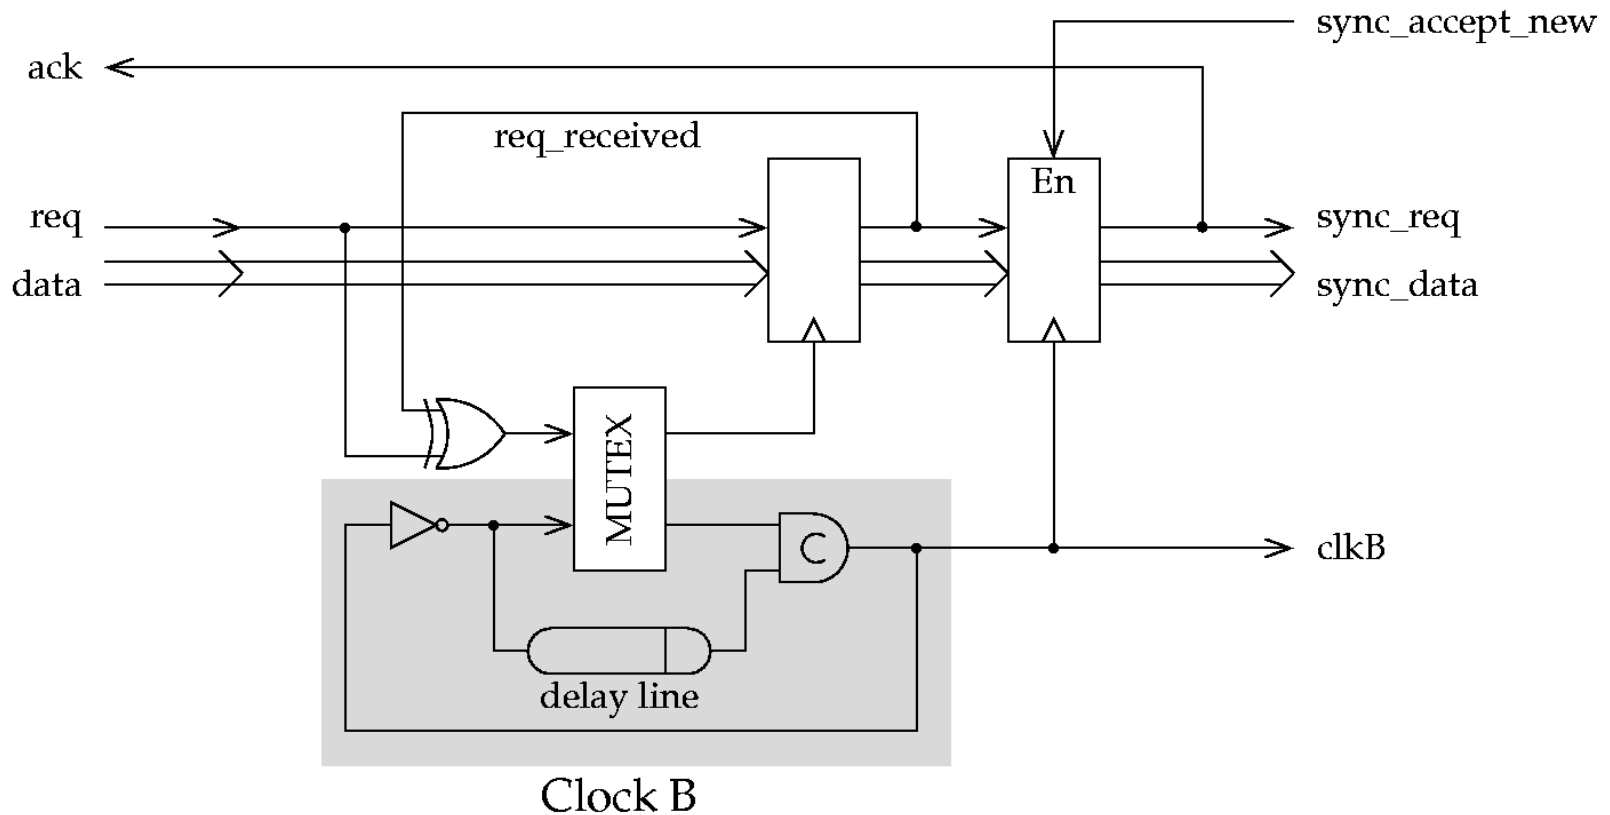 sync_accept_new
ack
req_received
En
req
sync_req
data
sync_data
MUTEX
C
clkB
delay line
Clock B